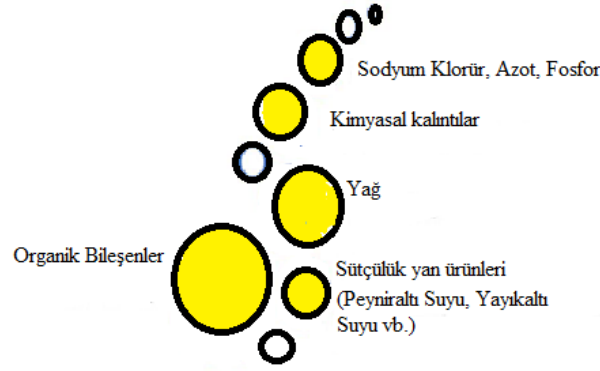 Sodyum Klorür, Azot, Fosfor
Kimyasal kalıntılar
Yağ
Organik Bileşenler
Sütçülük yan ürünleri
(Peyniraltı Suyu, Yayıkaltı
Suyu vb.)